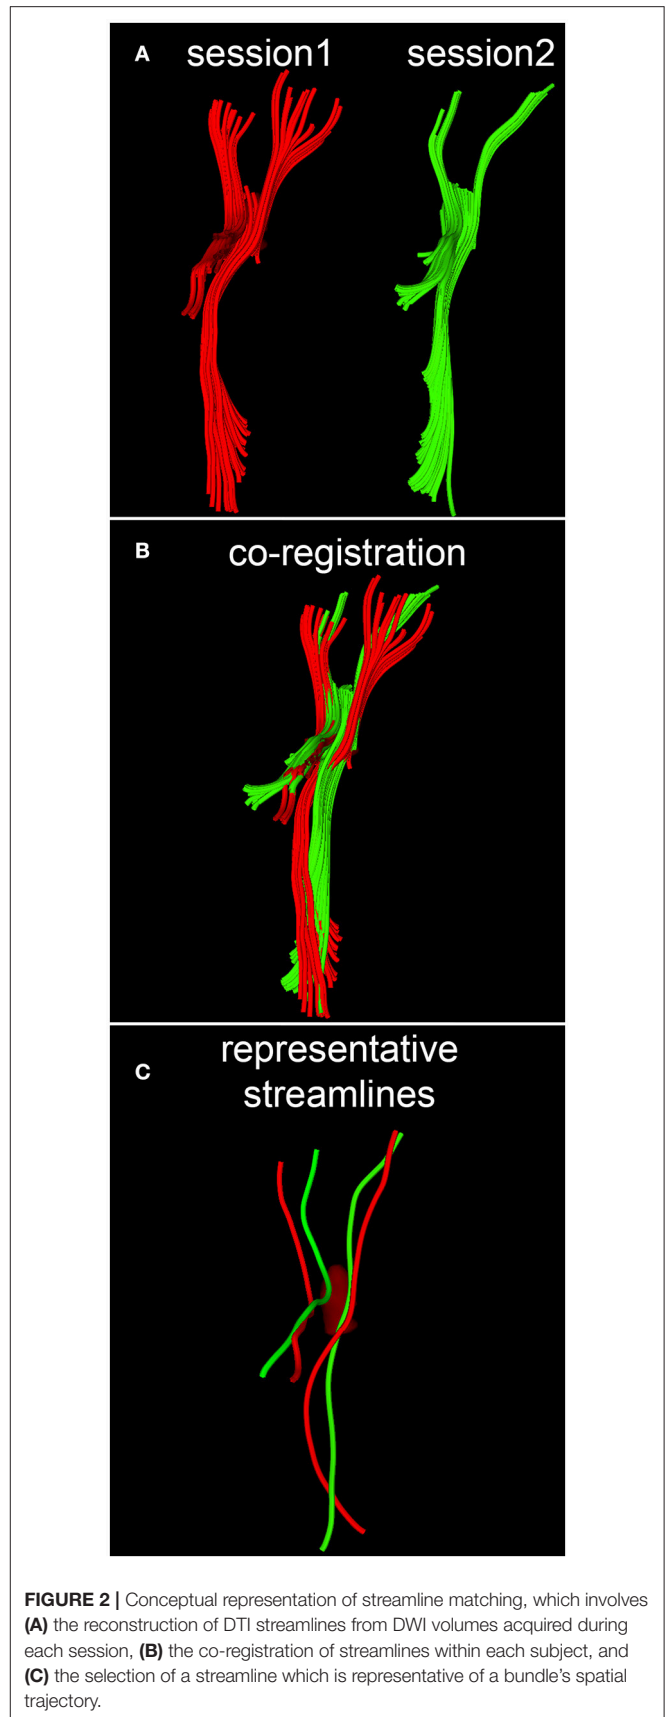 A
session1
session2
B
co-registration
C
representative
streamlines
FIGURE 2 | Conceptual representation of streamline matching, which involves
(A) the reconstruction of DTI streamlines from DWI volumes acquired during
each session, (B) the co-registration of streamlines within each subject, and
(C) the selection of a streamline which is representative of a bundle's spatial
trajectory.